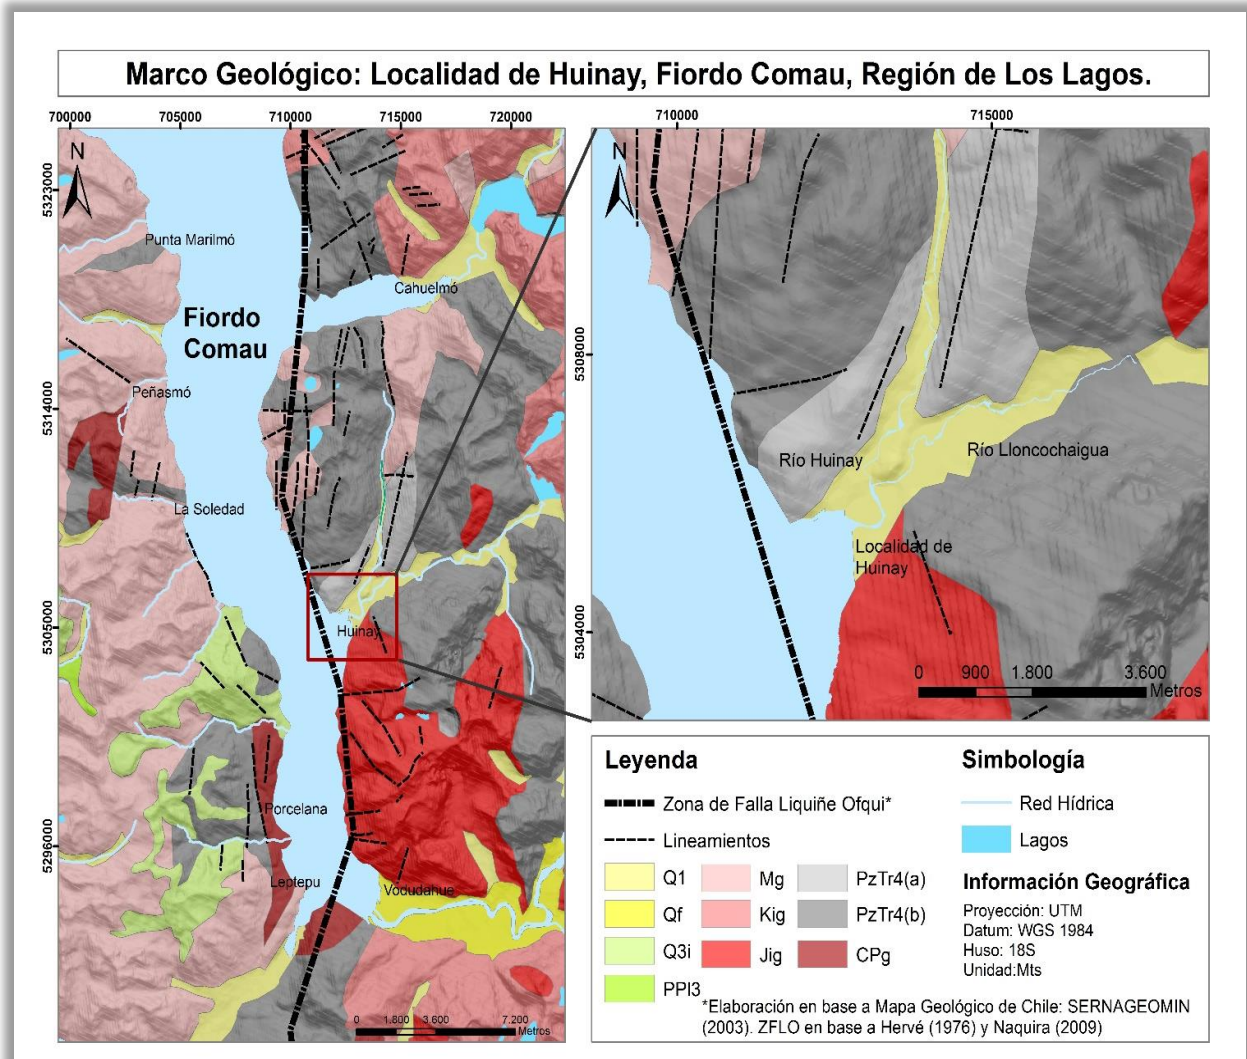 Marco Geológico: Localidad de Huinay, Fiordo Comau, Región de Los Lagos.
700000 705000 710000 715000 720000
710000 715000
N
5323000
5314000
5305000
5296000
Punta Marilmó
Cahuelmó
Fiordo
Comau
Peñasmó
La Soledad
Huinay
Porcelana
Leptepu
Vodudahue
0 1.800 3.600 7.200
Metros
N
5308000
5304000
Río Huinay
Río Lloncochaigua
Localidad de
Huinay
0 900 1.800 3.600
Metros
Leyenda
Zona de Falla Liquiñe Ofqui*
Lineamientos
Q1 Mg PzTr4(a)
Qf Kig PzTr4(b)
Q3i Jig CPg
PPl3
Simbología
Red Hídrica
Lagos
Información Geográfica
Proyección: UTM
Datum: WGS 1984
Huso: 18S
Unidad:Mts
*Elaboración en base a Mapa Geológico de Chile: SERNAGEOMIN
(2003). ZFLO en base a Hervé (1976) y Naquira (2009)